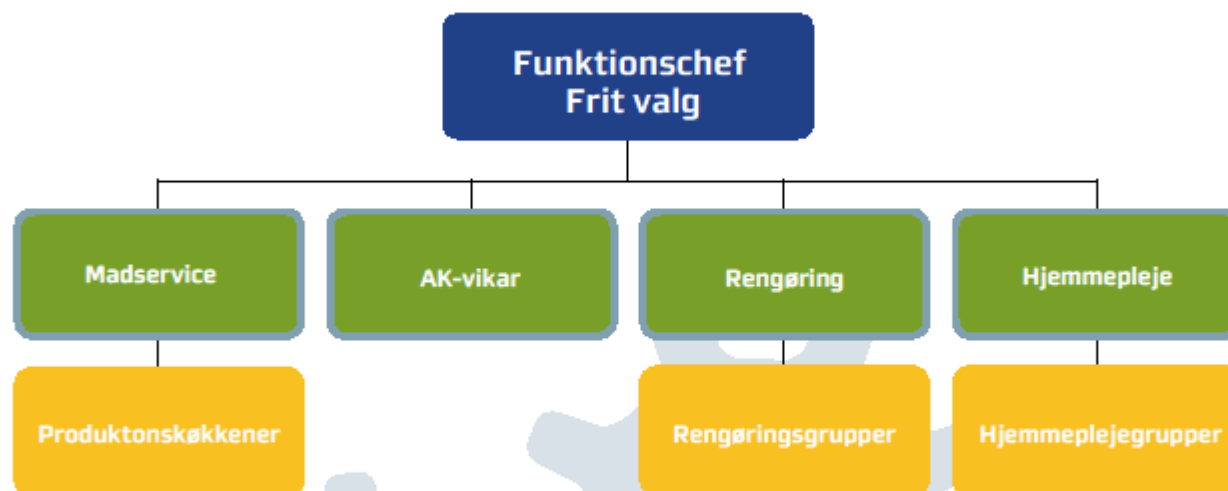 Funktionschef
Frit valg
Madservice
AK-vikar
Rengøring
Hjemmepleje
Produktonskøkkener
Rengøringsgrupper
Hjemmeplejegrupper